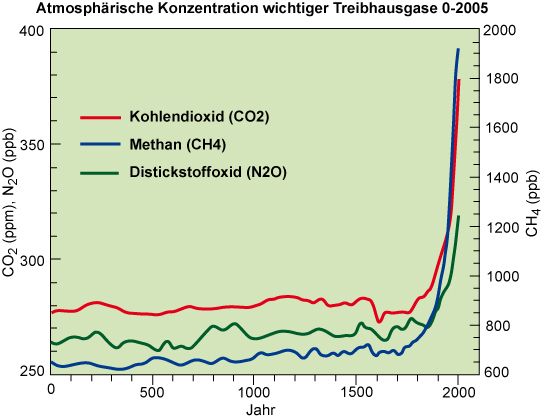 Atmosphärische Konzentration wichtiger Treibhausgase 0-2005
400
350
300
250
CO2 (ppm), N2O (ppb)
Kohlendioxid (CO2)
Methan (CH4)
Distickstoffoxid (N2O)
2000
1800
1600
1400
1200
1000
800
600
CH4 (ppb)
0 500 1000 1500 2000
Jahr